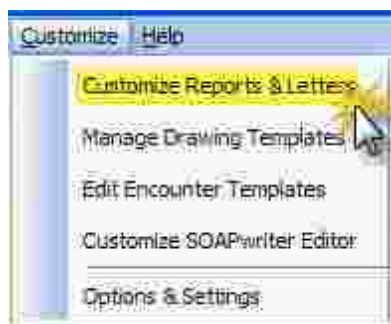 Customize Help
Customize Reports & Letters
Manage Drawing Templates
Edit Encounter Templates
Customize SOAPwriter Editor
Options & Settings